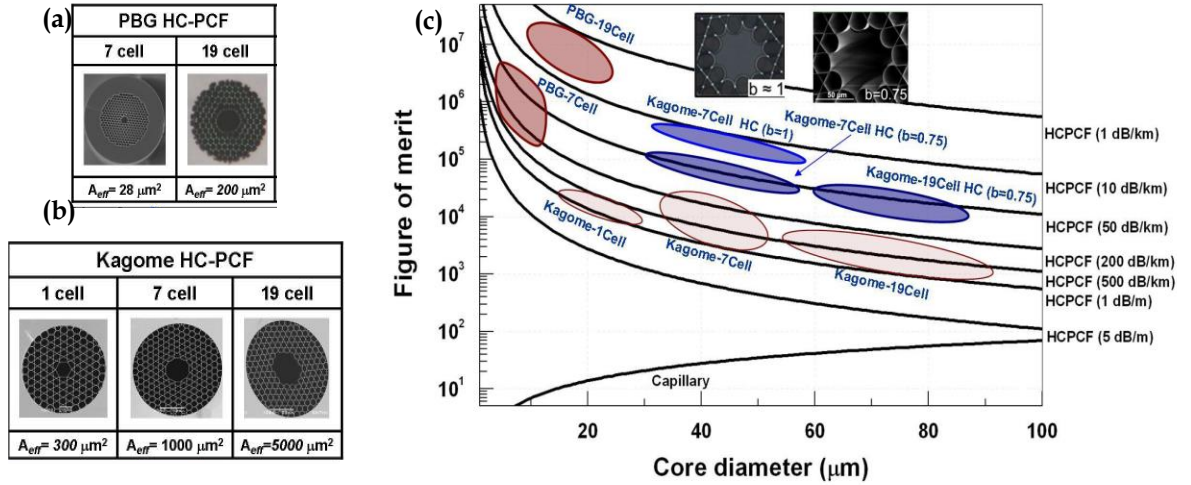 (a)
PBG HC-PCF
7 cell
19 cell
Aeff= 28 μm²
Aeff= 200 μm²
(b)
Kagome HC-PCF
1 cell
7 cell
19 cell
Aeff= 300 μm²
Aeff= 1000 μm²
Aeff=5000 μm²
(c)
Figure of merit
10⁷
10⁶
10⁵
10⁴
10³
10²
10¹
PBG-19Cell
PBG-7Cell
b ≈ 1
50 μm
b=0.75
Kagome-7Cell HC (b=1)
Kagome-7Cell HC (b=0.75)
Kagome-19Cell HC (b=0.75)
Kagome-1Cell
Kagome-7Cell
Kagome-19Cell
Capillary
HCPCF (1 dB/km)
HCPCF (10 dB/km)
HCPCF (50 dB/km)
HCPCF (200 dB/km)
HCPCF (500 dB/km)
HCPCF (1 dB/m)
HCPCF (5 dB/m)
20
40
60
80
100
Core diameter (μm)